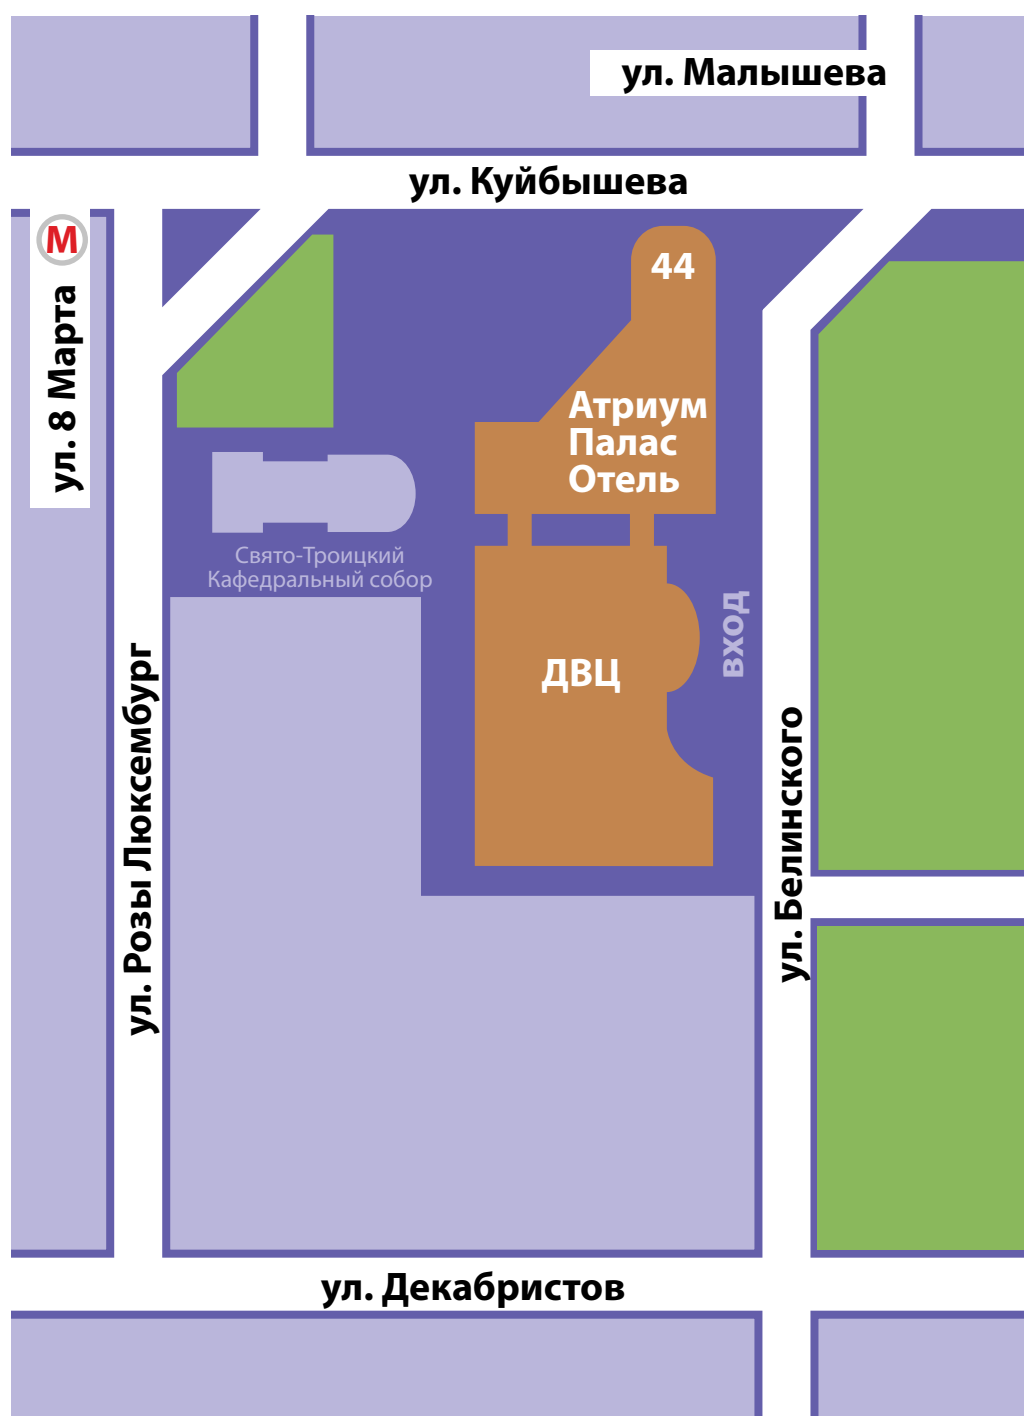 ул. Малышева
ул. Куйбышева
М
ул. 8 Марта
44
Атриум
Палас
Отель
Свято-Троицкий
Кафедральный собор
вход
ДВЦ
ул. Розы Люксембург
ул. Белинского
ул. Декабристов